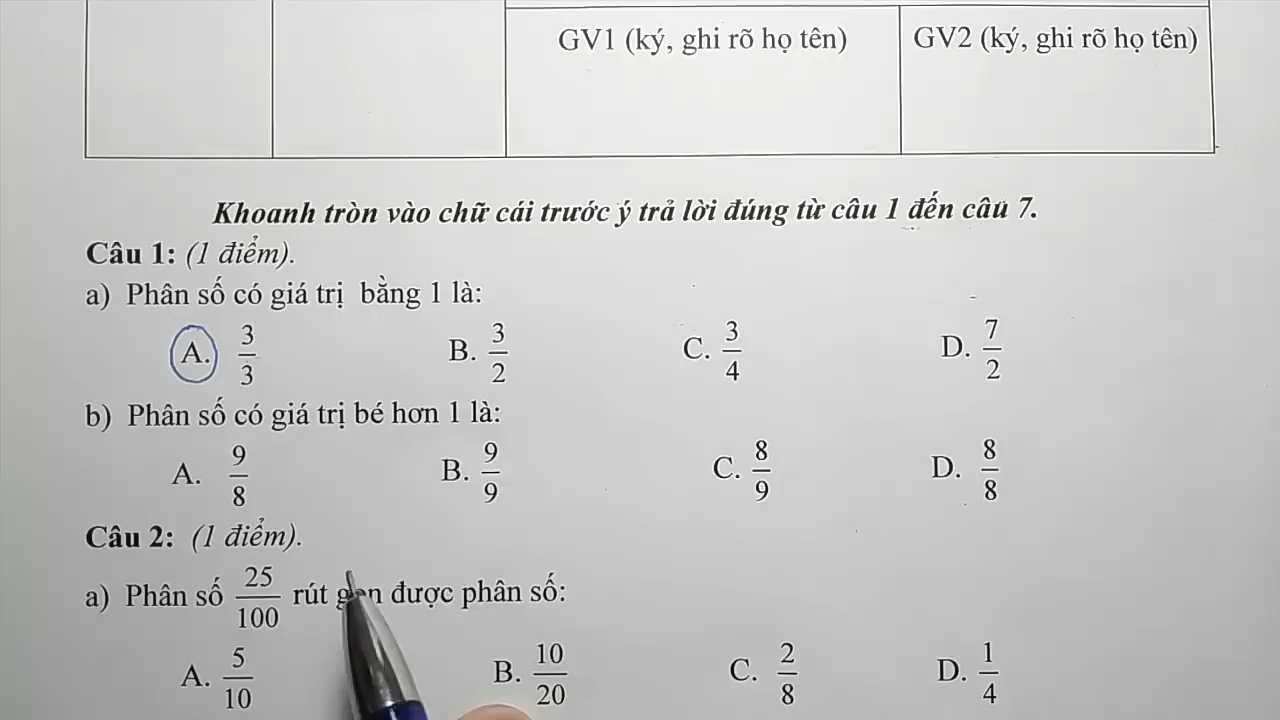 GV1 (ký, ghi rõ họ tên) GV2 (ký, ghi rõ họ tên)
Khoanh tròn vào chữ cái trước ý trả lời đúng từ câu 1 đến câu 7.
Câu 1: (1 điểm).
a) Phân số có giá trị bằng 1 là:
A. 3/3 B. 3/2 C. 3/4 D. 7/2
b) Phân số có giá trị bé hơn 1 là:
A. 9/8 B. 9/9 C. 8/9 D. 8/8
Câu 2: (1 điểm).
a) Phân số 25/100 rút gọn được phân số:
A. 5/10 B. 10/20 C. 2/8 D. 1/4